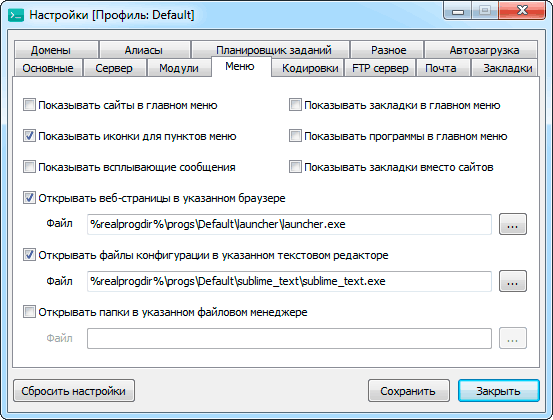 Настройки [Профиль: Default]
Домены Алиасы Планировщик заданий Разное Автозагрузка
Основные Сервер Модули Меню Кодировки FTP сервер Почта Закладки
Показывать сайты в главном меню Показывать закладки в главном меню
Показывать иконки для пунктов меню Показывать программы в главном меню
Показывать всплывающие сообщения Показывать закладки вместо сайтов
Открывать веб-страницы в указанном браузере
Файл %realprogdir%\progs\Default\launcher\launcher.exe ...
Открывать файлы конфигурации в указанном текстовом редакторе
Файл %realprogdir%\progs\Default\sublime_text\sublime_text.exe ...
Открывать папки в указанном файловом менеджере
Файл ...
Сбросить настройки Сохранить Закрыть